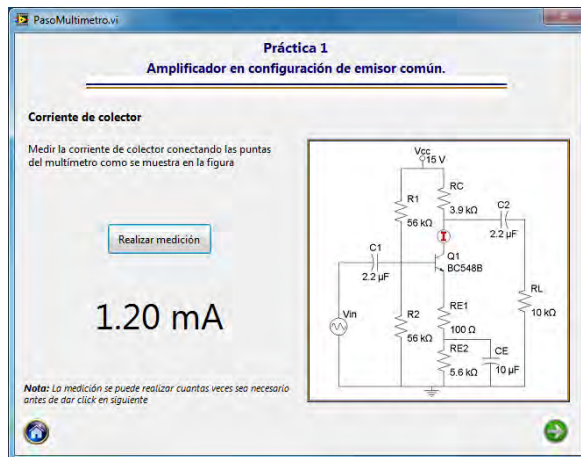 PasoMultimetro.vi
Práctica 1
Amplificador en configuración de emisor común.
Corriente de colector
Medir la corriente de colector conectando las puntas
del multímetro como se muestra en la figura
Realizar medición
1.20 mA
Nota: La medición se puede realizar cuantas veces sea necesario
antes de dar click en siguiente
Vcc
15 V
RC
3.9 kΩ
R1
56 kΩ
C2
2.2 µF
I
C1
2.2 µF
Q1
BC548B
RL
10 kΩ
Vin
R2
56 kΩ
RE1
100 Ω
RE2
5.6 kΩ
CE
10 µF